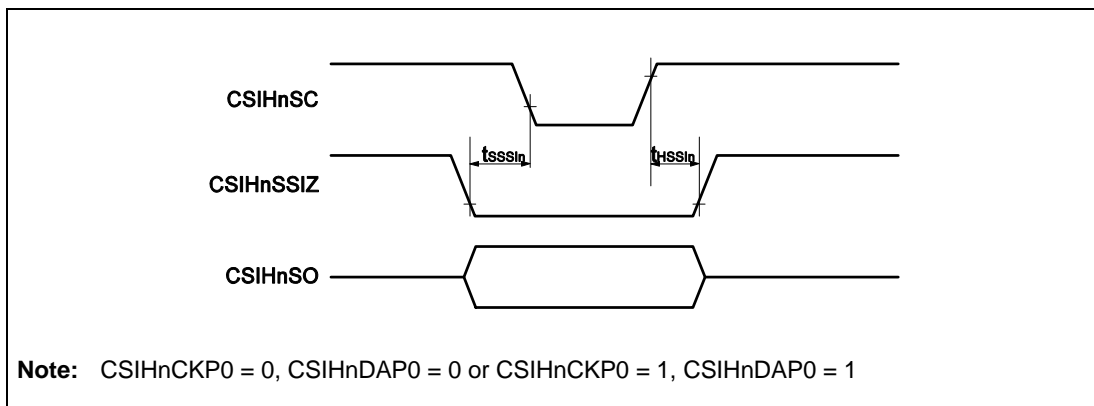 CSIHnSC
tSSSIn
tHSSIn
CSIHnSSIZ
CSIHnSO
Note: CSIHnCKP0 = 0, CSIHnDAP0 = 0 or CSIHnCKP0 = 1, CSIHnDAP0 = 1